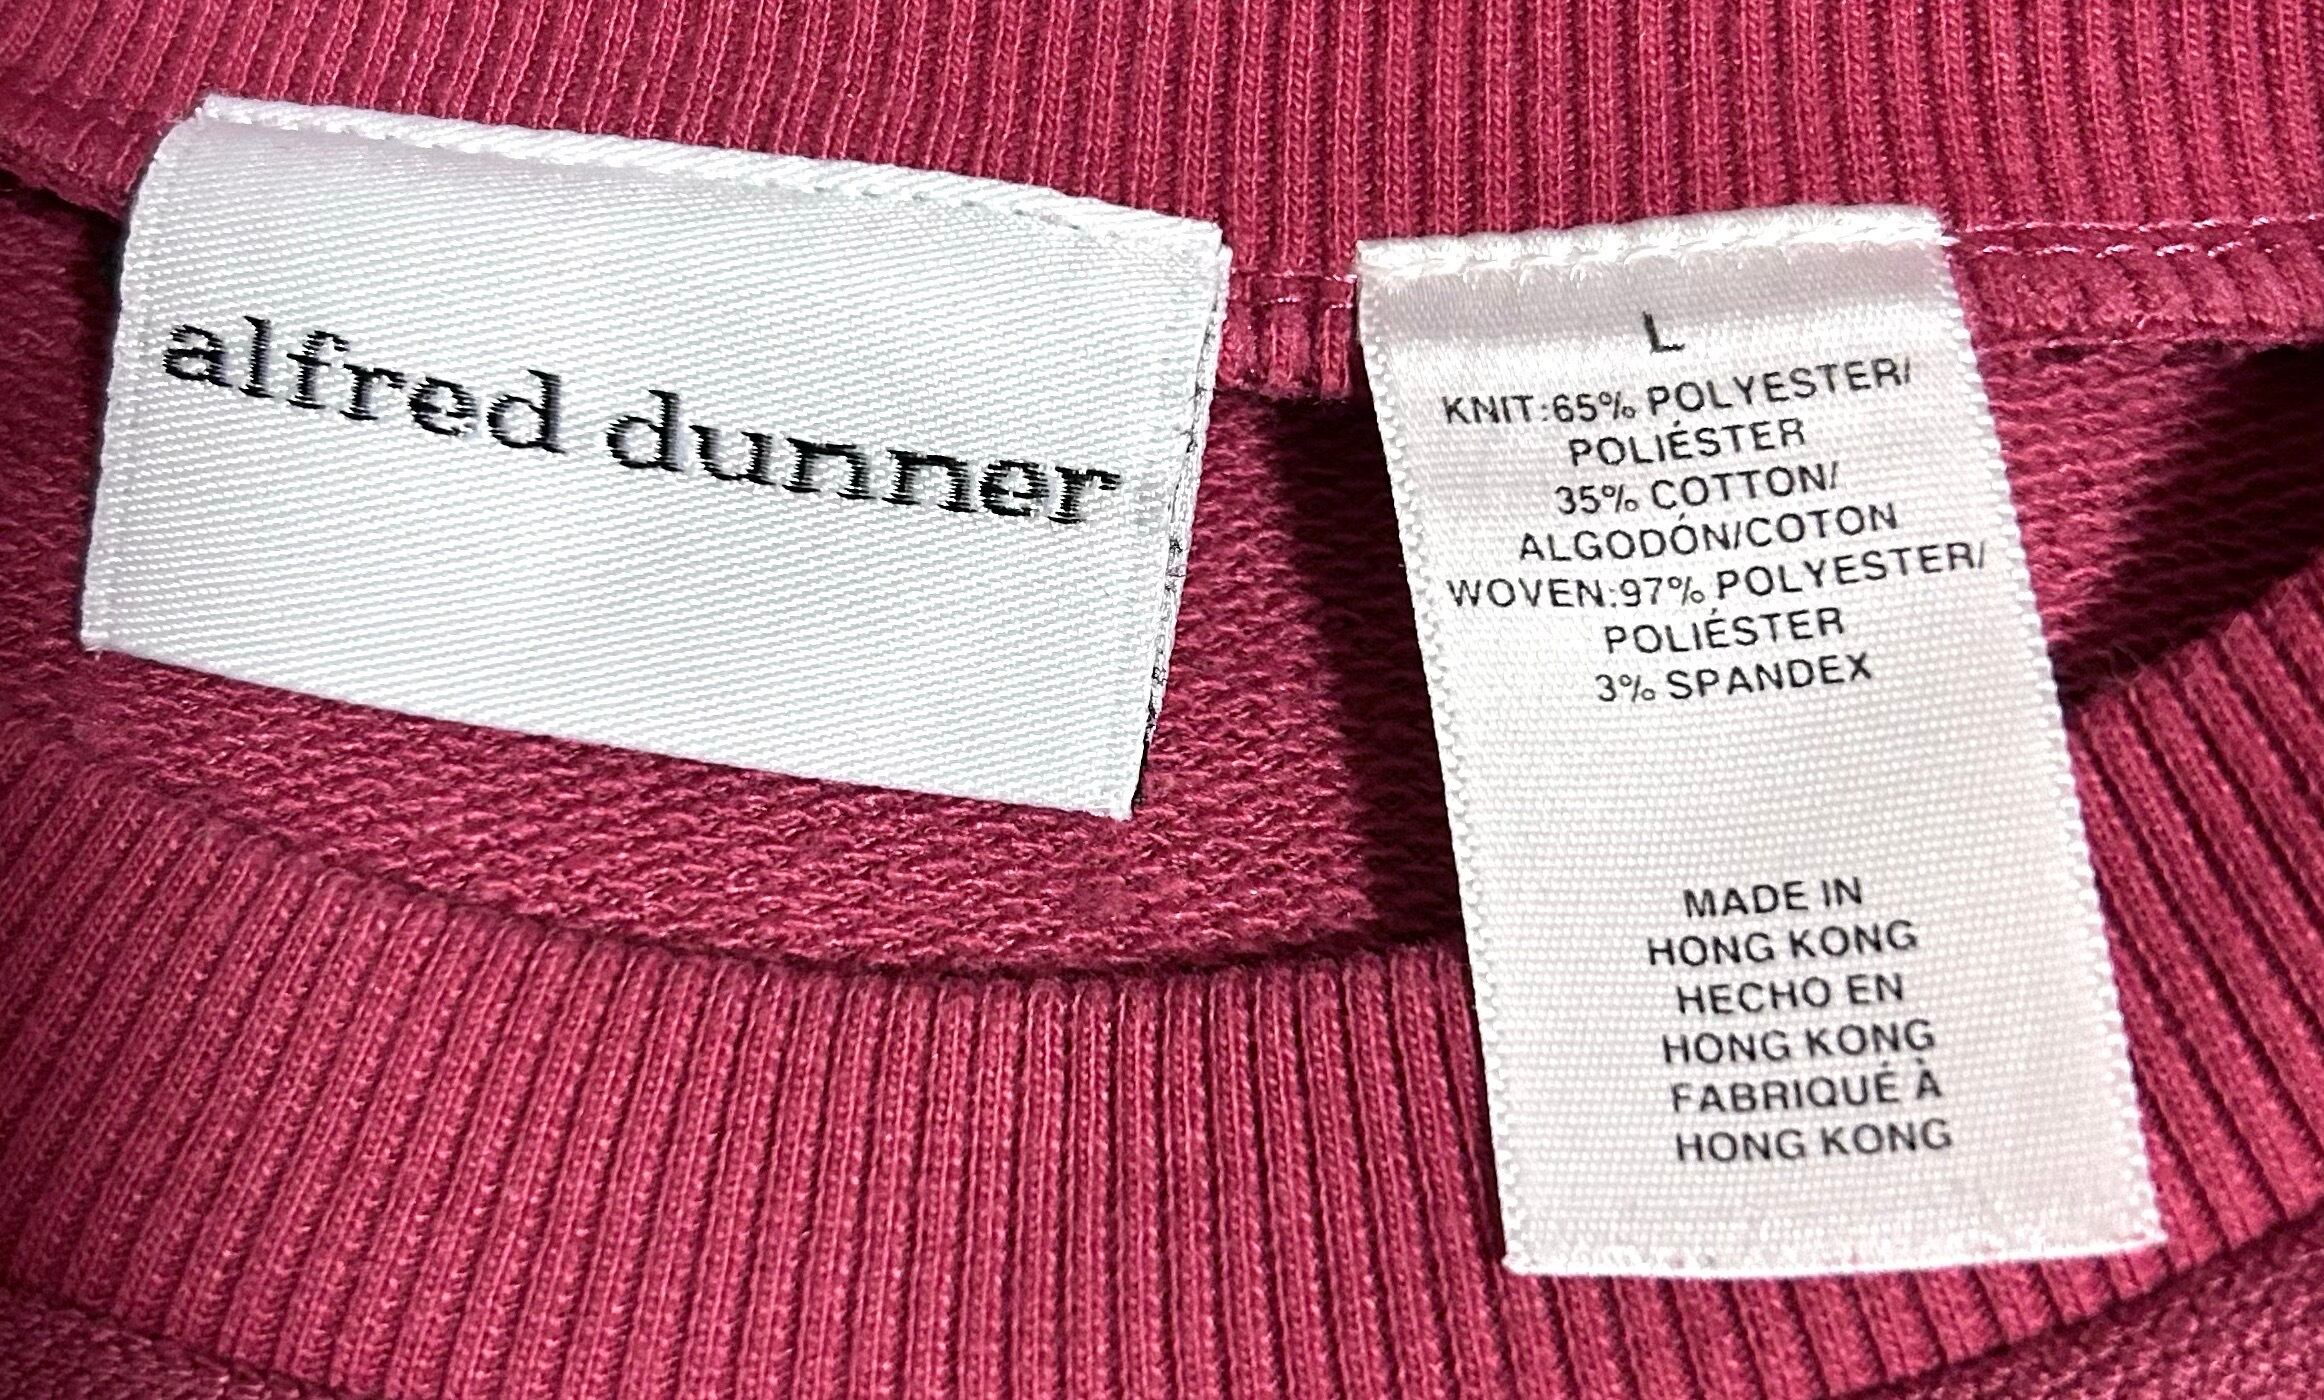 alfred dunner
L
KNIT:65% POLYESTER/
POLIÉSTER
35% COTTON/
ALGODÓN/COTON
WOVEN:97% POLYESTER/
POLIÉSTER
3% SPANDEX
MADE IN
HONG KONG
HECHO EN
HONG KONG
FABRIQUÉ À
HONG KONG